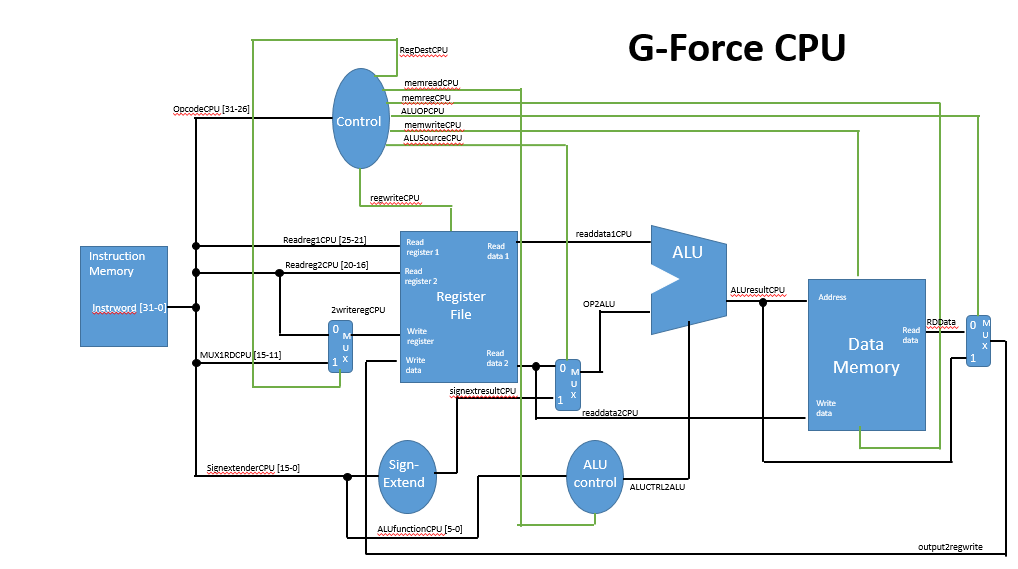 G-Force CPU
RegDestCPU
memreadCPU
memregCPU
OpcodeCPU [31-26]
ALUOPCPU
Control
memwriteCPU
ALUSourceCPU
regwriteCPU
readdata1CPU
Readreg1CPU [25-21]
Read
register 1
Read
data 1
ALU
Instruction
Memory
Readreg2CPU [20-16]
Read
register 2
Instrword [31-0]
2writeregCPU
Register
File
OP2ALU
ALUresultCPU
Address
0
M
U
X
1
Write
register
RDData
Read
data
0
M
U
X
1
MUX1RDCPU [15-11]
Write
data
Read
data 2
Data
Memory
0
M
U
X
1
signextresultCPU
readdata2CPU
Write
data
SignextenderCPU [15-0]
Sign-
Extend
ALU
control
ALUCTRL2ALU
ALUfunctionCPU [5-0]
output2regwrite